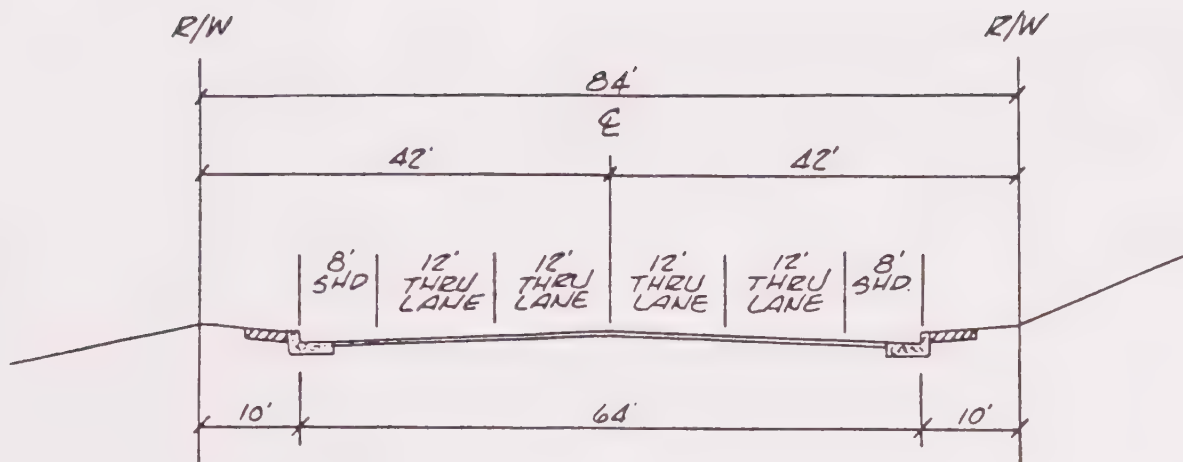 R/W
R/W
84'
℄
42'
42'
8'
SHD
12'
THRU
LANE
12'
THRU
LANE
12'
THRU
LANE
12'
THRU
LANE
8'
SHD.
10'
64'
10'